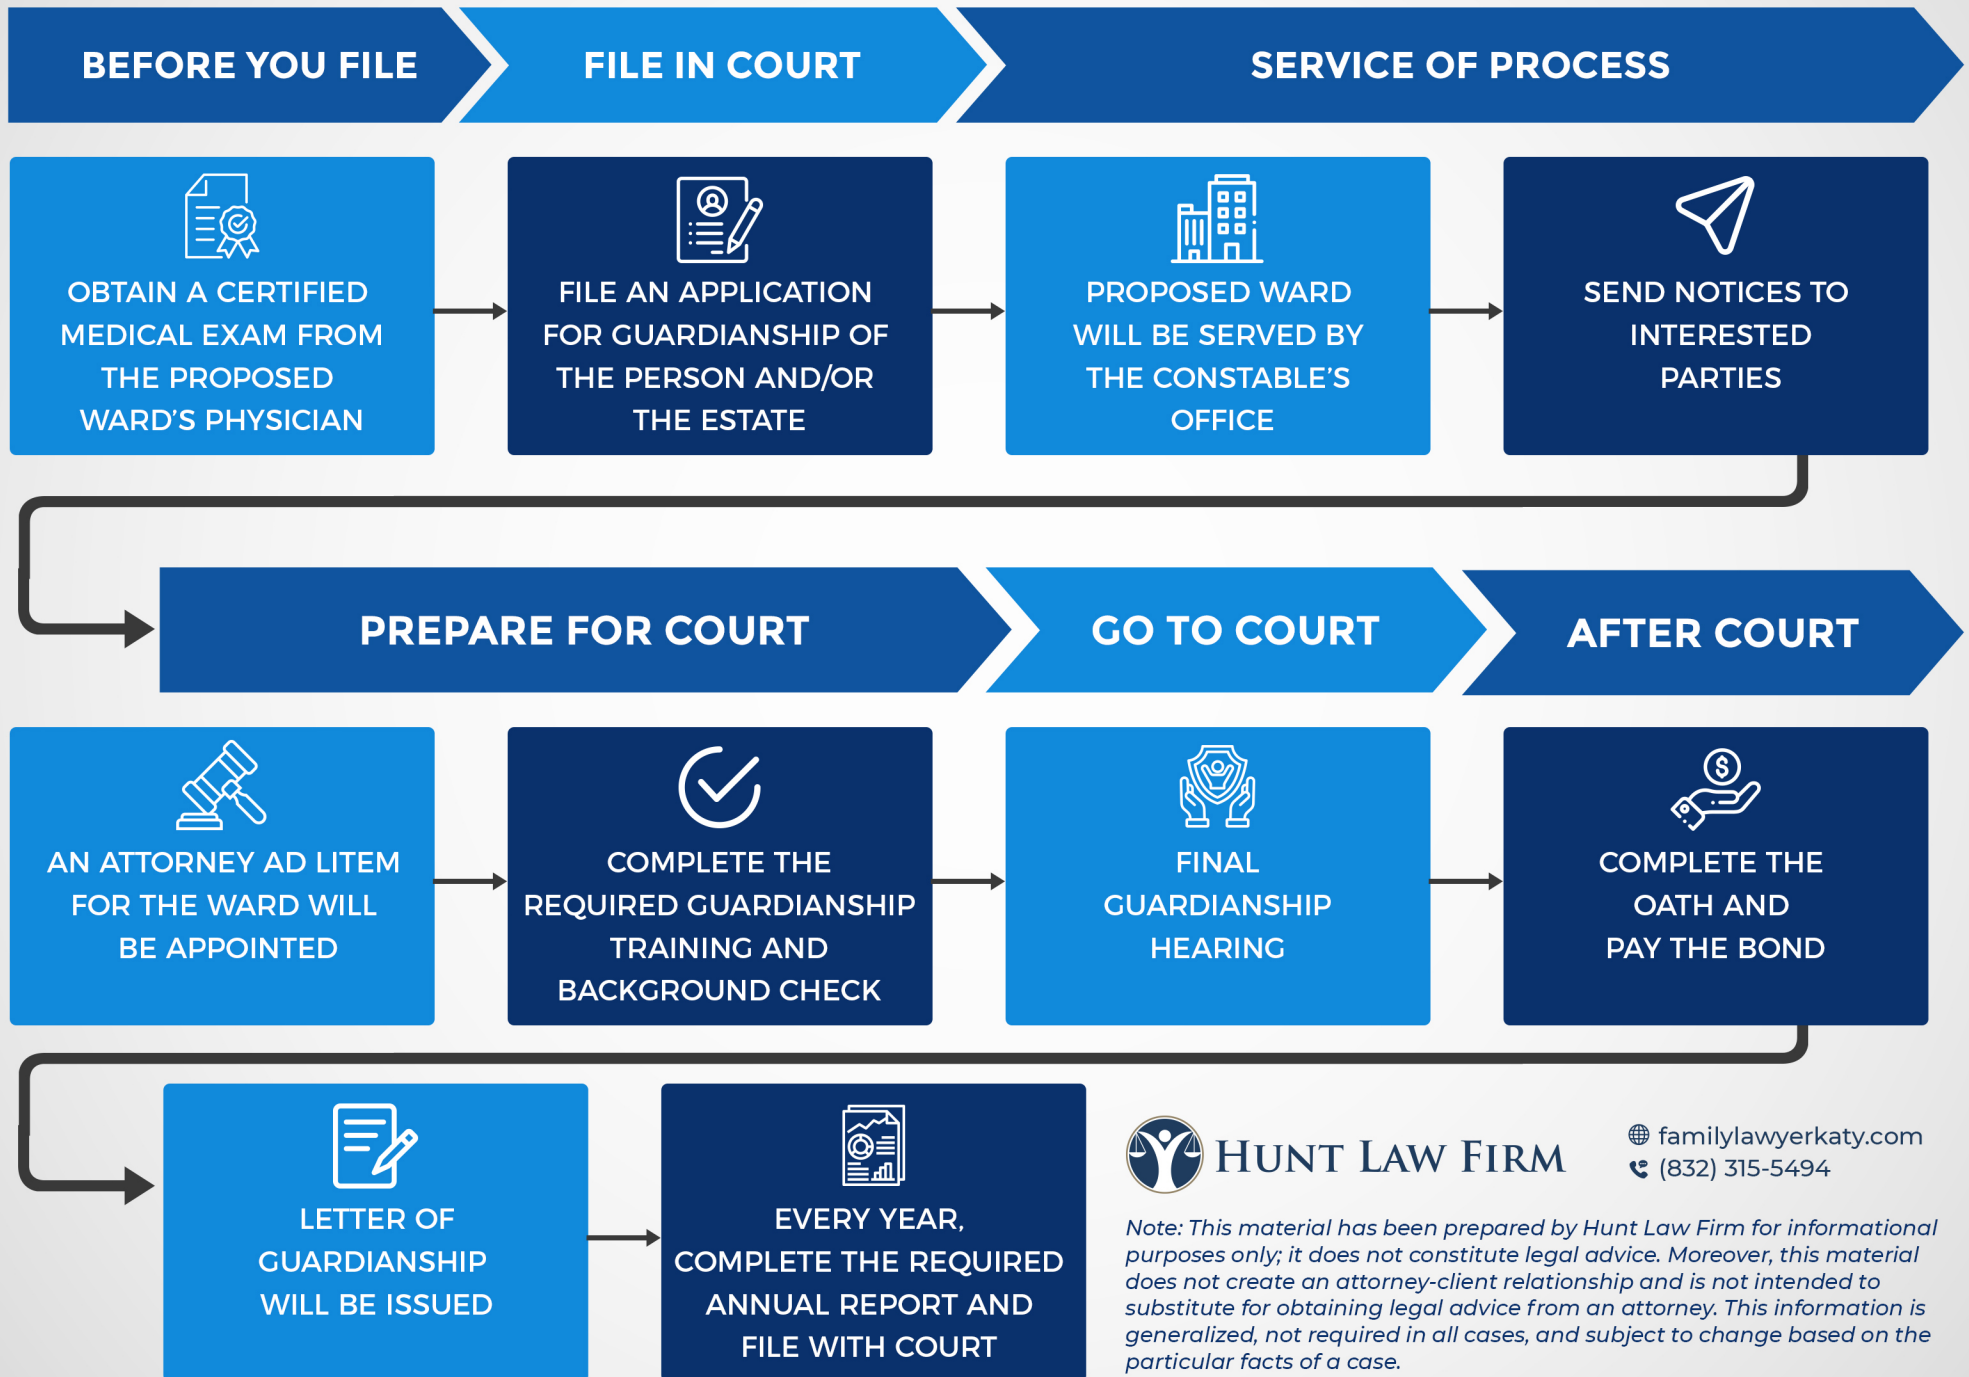 BEFORE YOU FILE
FILE IN COURT
SERVICE OF PROCESS
OBTAIN A CERTIFIED
MEDICAL EXAM FROM
THE PROPOSED
WARD'S PHYSICIAN
FILE AN APPLICATION
FOR GUARDIANSHIP OF
THE PERSON AND/OR
THE ESTATE
PROPOSED WARD
WILL BE SERVED BY
THE CONSTABLE'S
OFFICE
SEND NOTICES TO
INTERESTED
PARTIES
PREPARE FOR COURT
GO TO COURT
AFTER COURT
AN ATTORNEY AD LITEM
FOR THE WARD WILL
BE APPOINTED
COMPLETE THE
REQUIRED GUARDIANSHIP
TRAINING AND
BACKGROUND CHECK
FINAL
GUARDIANSHIP
HEARING
$
COMPLETE THE
OATH AND
PAY THE BOND
LETTER OF
GUARDIANSHIP
WILL BE ISSUED
EVERY YEAR,
COMPLETE THE REQUIRED
ANNUAL REPORT AND
FILE WITH COURT
HUNT LAW FIRM
familylawyerkaty.com
(832) 315-5494
Note: This material has been prepared by Hunt Law Firm for informational
purposes only; it does not constitute legal advice. Moreover, this material
does not create an attorney-client relationship and is not intended to
substitute for obtaining legal advice from an attorney. This information is
generalized, not required in all cases, and subject to change based on the
particular facts of a case.